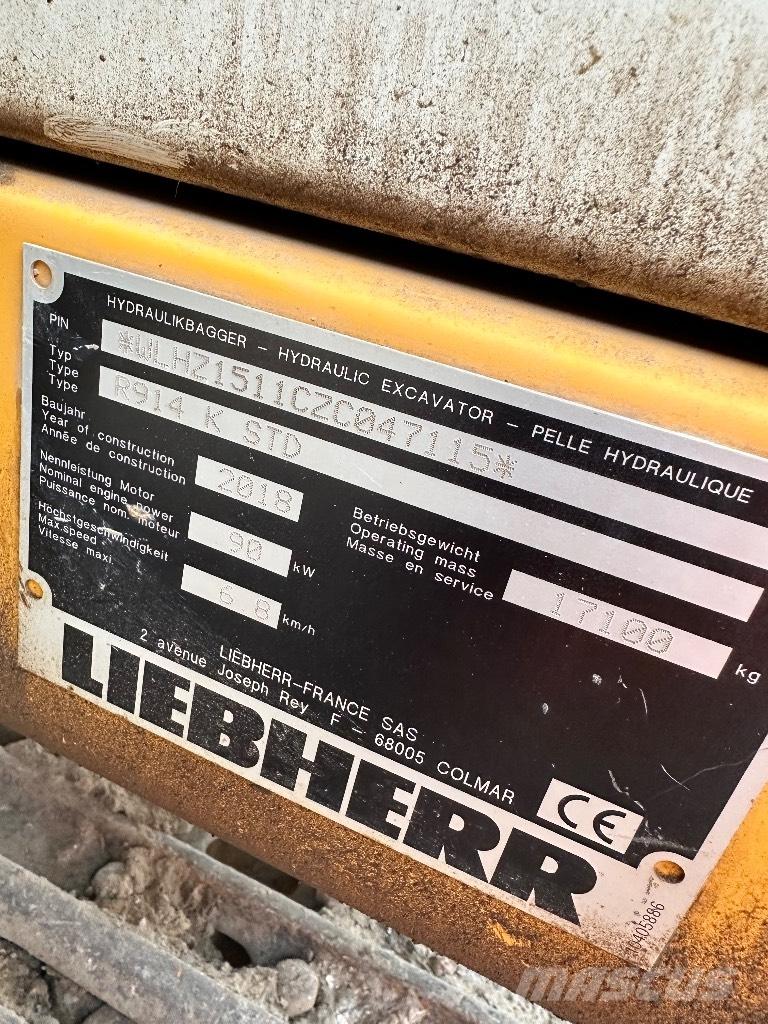 HYDRAULIKBAGGER – HYDRAULIC EXCAVATOR – PELLE HYDRAULIQUE
PIN *WLHZ1511CZC047115*
Typ
Type
Type
R914 K STD
Baujahr
Year of construction
Année de construction
2018
Nennleistung Motor
Nominal engine power
Puissance nom. moteur
90 kW
Höchstgeschwindigkeit
Max.speed
Vitesse maxi.
6.8 km/h
Betriebsgewicht
Operating mass
Masse en service
17100 kg
LIEBHERR–FRANCE SAS
2 avenue Joseph Rey F – 68005 COLMAR
CE
LIEBHERR
MASCUS